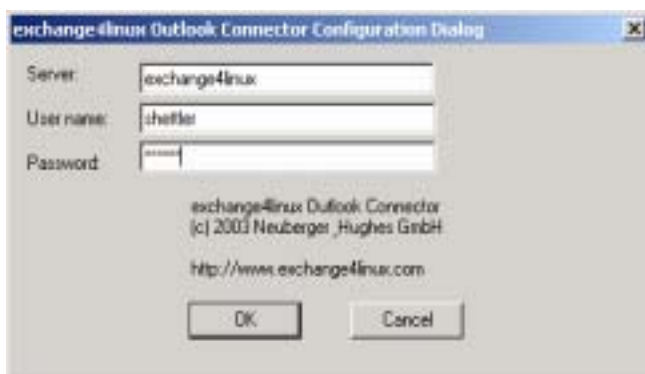 exchange4linux Outlook Connector Configuration Dialog
Server: exchange4linux
User name: shettler
Password:
exchange4linux Outlook Connector
(c) 2003 Neuberger ,Hughes GmbH
http://www.exchange4linux.com
OK Cancel